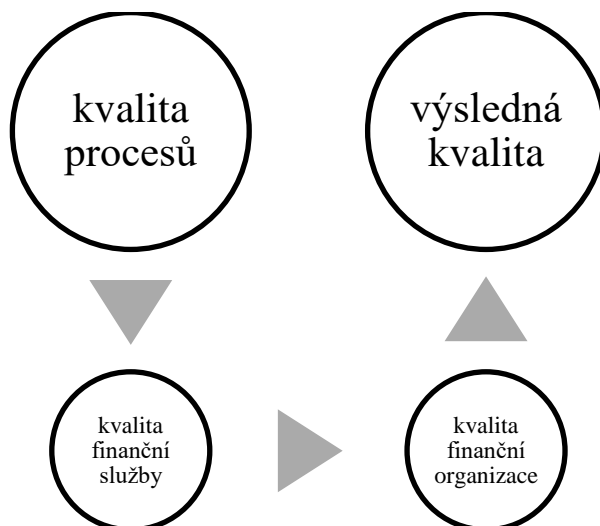 kvalita
procesů
výsledná
kvalita
kvalita
finanční
služby
kvalita
finanční
organizace